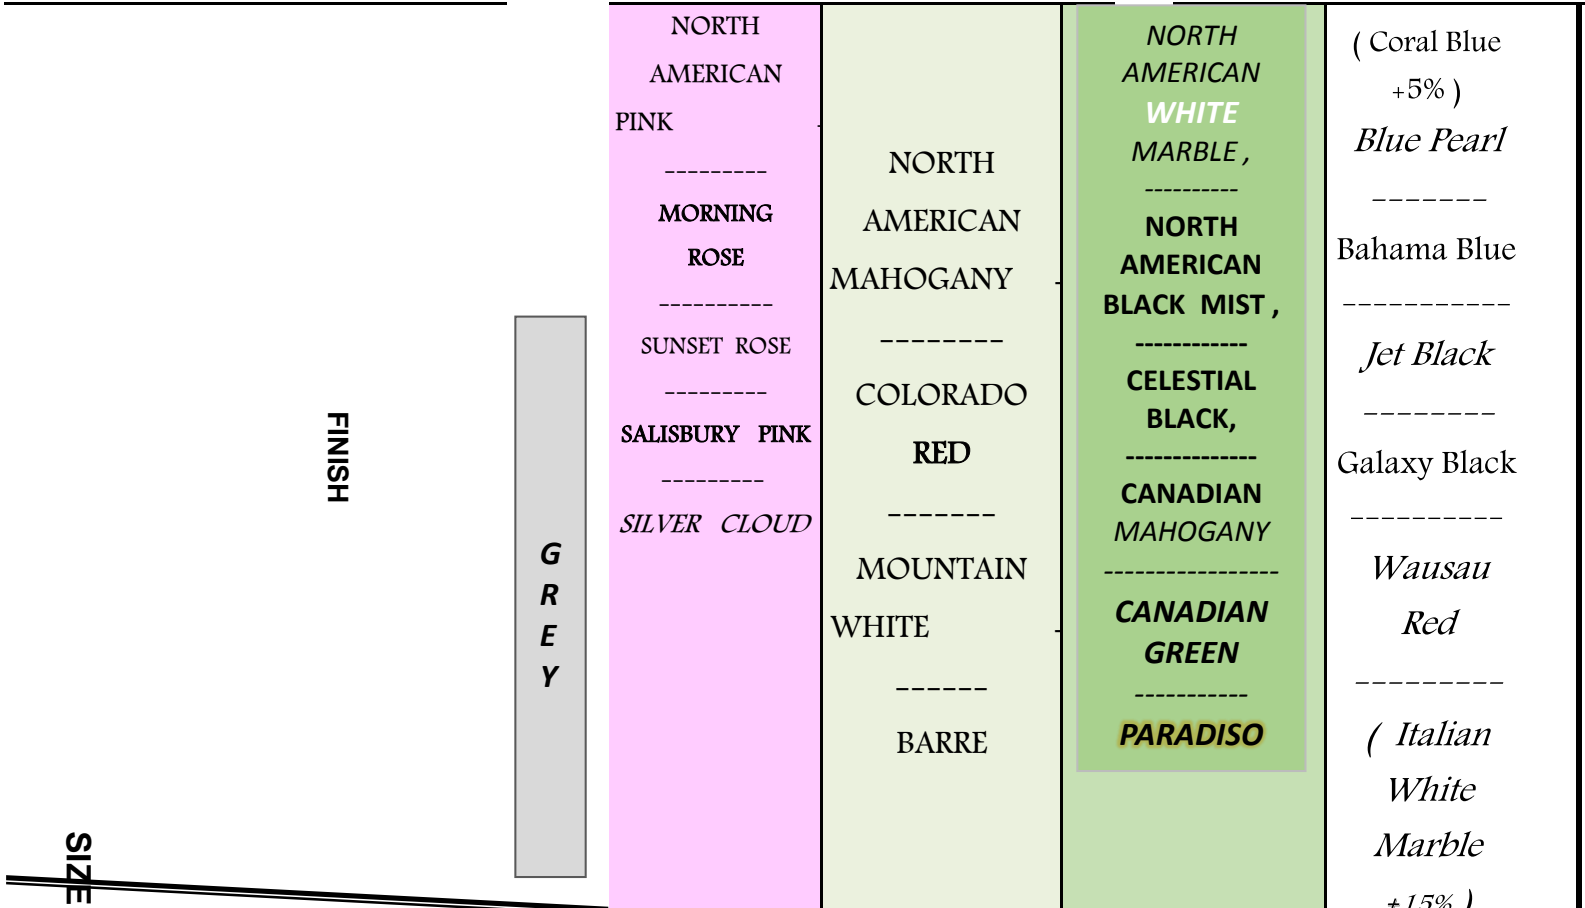 SIZE
FINISH
G
R
E
Y
NORTH
AMERICAN
PINK
---------
MORNING
ROSE
----------
SUNSET ROSE
---------
SALISBURY PINK
---------
SILVER CLOUD
NORTH
AMERICAN
MAHOGANY
--------
COLORADO
RED
-------
MOUNTAIN
WHITE
------
BARRE
NORTH
AMERICAN
WHITE
MARBLE ,
----------
NORTH
AMERICAN
BLACK MIST ,
------------
CELESTIAL
BLACK,
--------------
CANADIAN
MAHOGANY
-----------------
CANADIAN
GREEN
-----------
PARADISO
( Coral Blue
+5% )
Blue Pearl
-------
Bahama Blue
-----------
Jet Black
--------
Galaxy Black
----------
Wausau
Red
---------
( Italian
White
Marble
+15% )